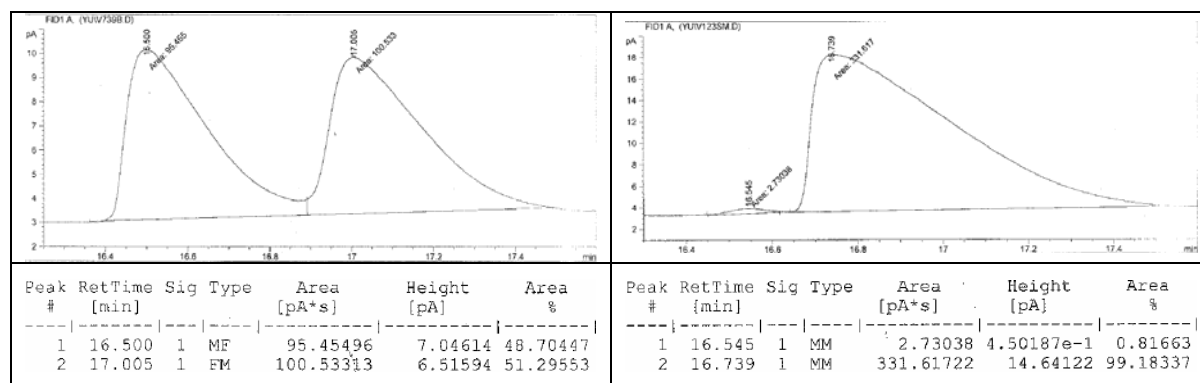 FID1 A, (YUIV739B.D)
pA
10
9
8
7
6
5
4
3
2
16.500
Area: 95.455
17.005
Area: 100.533
16.4 16.6 16.8 17 17.2 17.4 min
Peak RetTime Sig Type Area Height Area
# [min] [pA*s] [pA] %
1 16.500 1 MF 95.45496 7.04614 48.70447
2 17.005 1 FM 100.53313 6.51594 51.29553
FID1 A, (YUIV123SM.D)
pA
18
16
14
12
10
8
6
4
2
16.545
Area: 2.73038
16.739
Area: 331.617
16.4 16.6 16.8 17 17.2 17.4 min
Peak RetTime Sig Type Area Height Area
# [min] [pA*s] [pA] %
1 16.545 1 MM 2.73038 4.50187e-1 0.81663
2 16.739 1 MM 331.61722 14.64122 99.18337